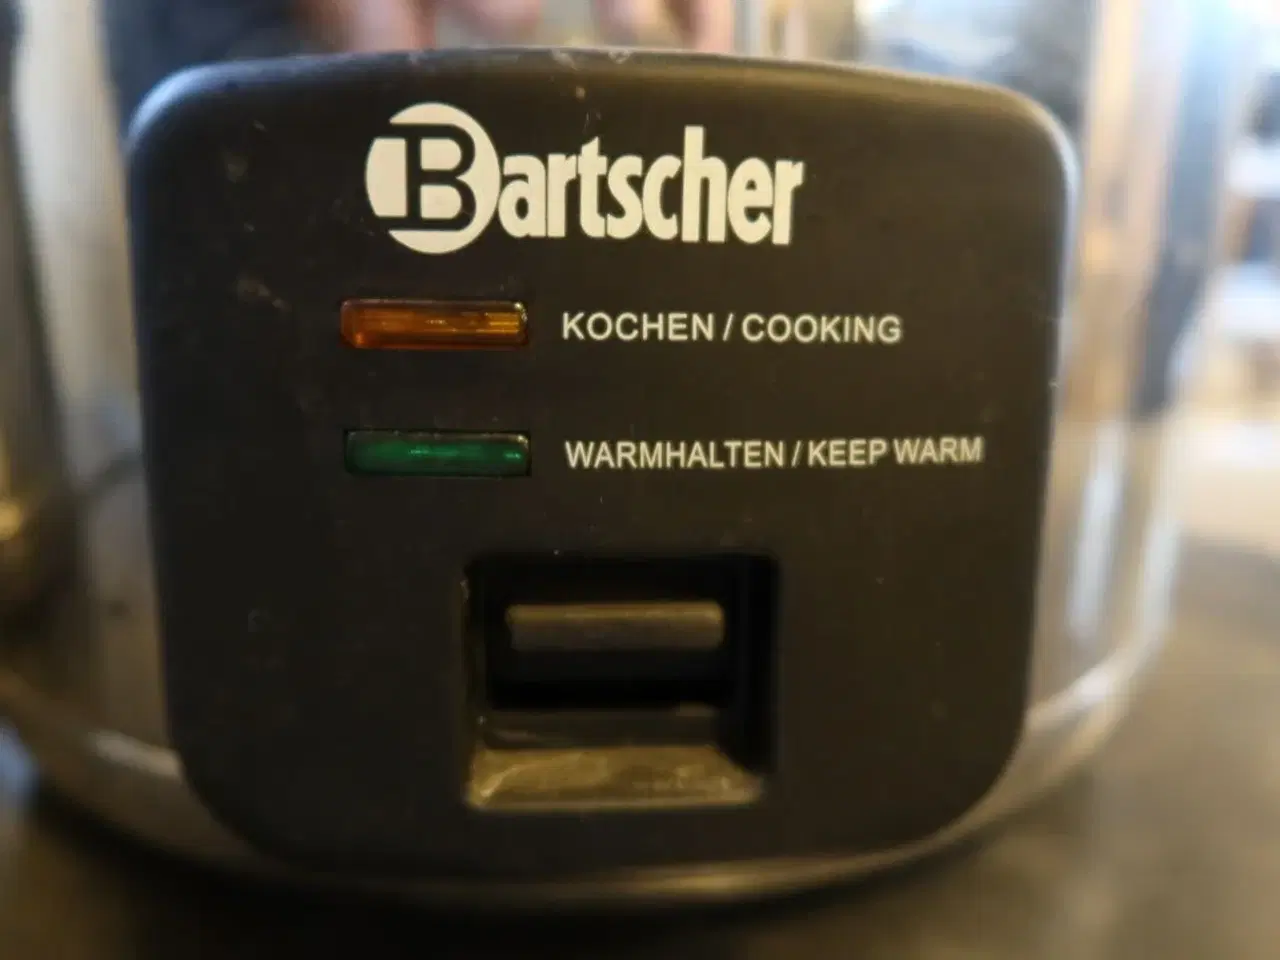 Bartscher
KOCHEN / COOKING
WARMHALTEN / KEEP WARM